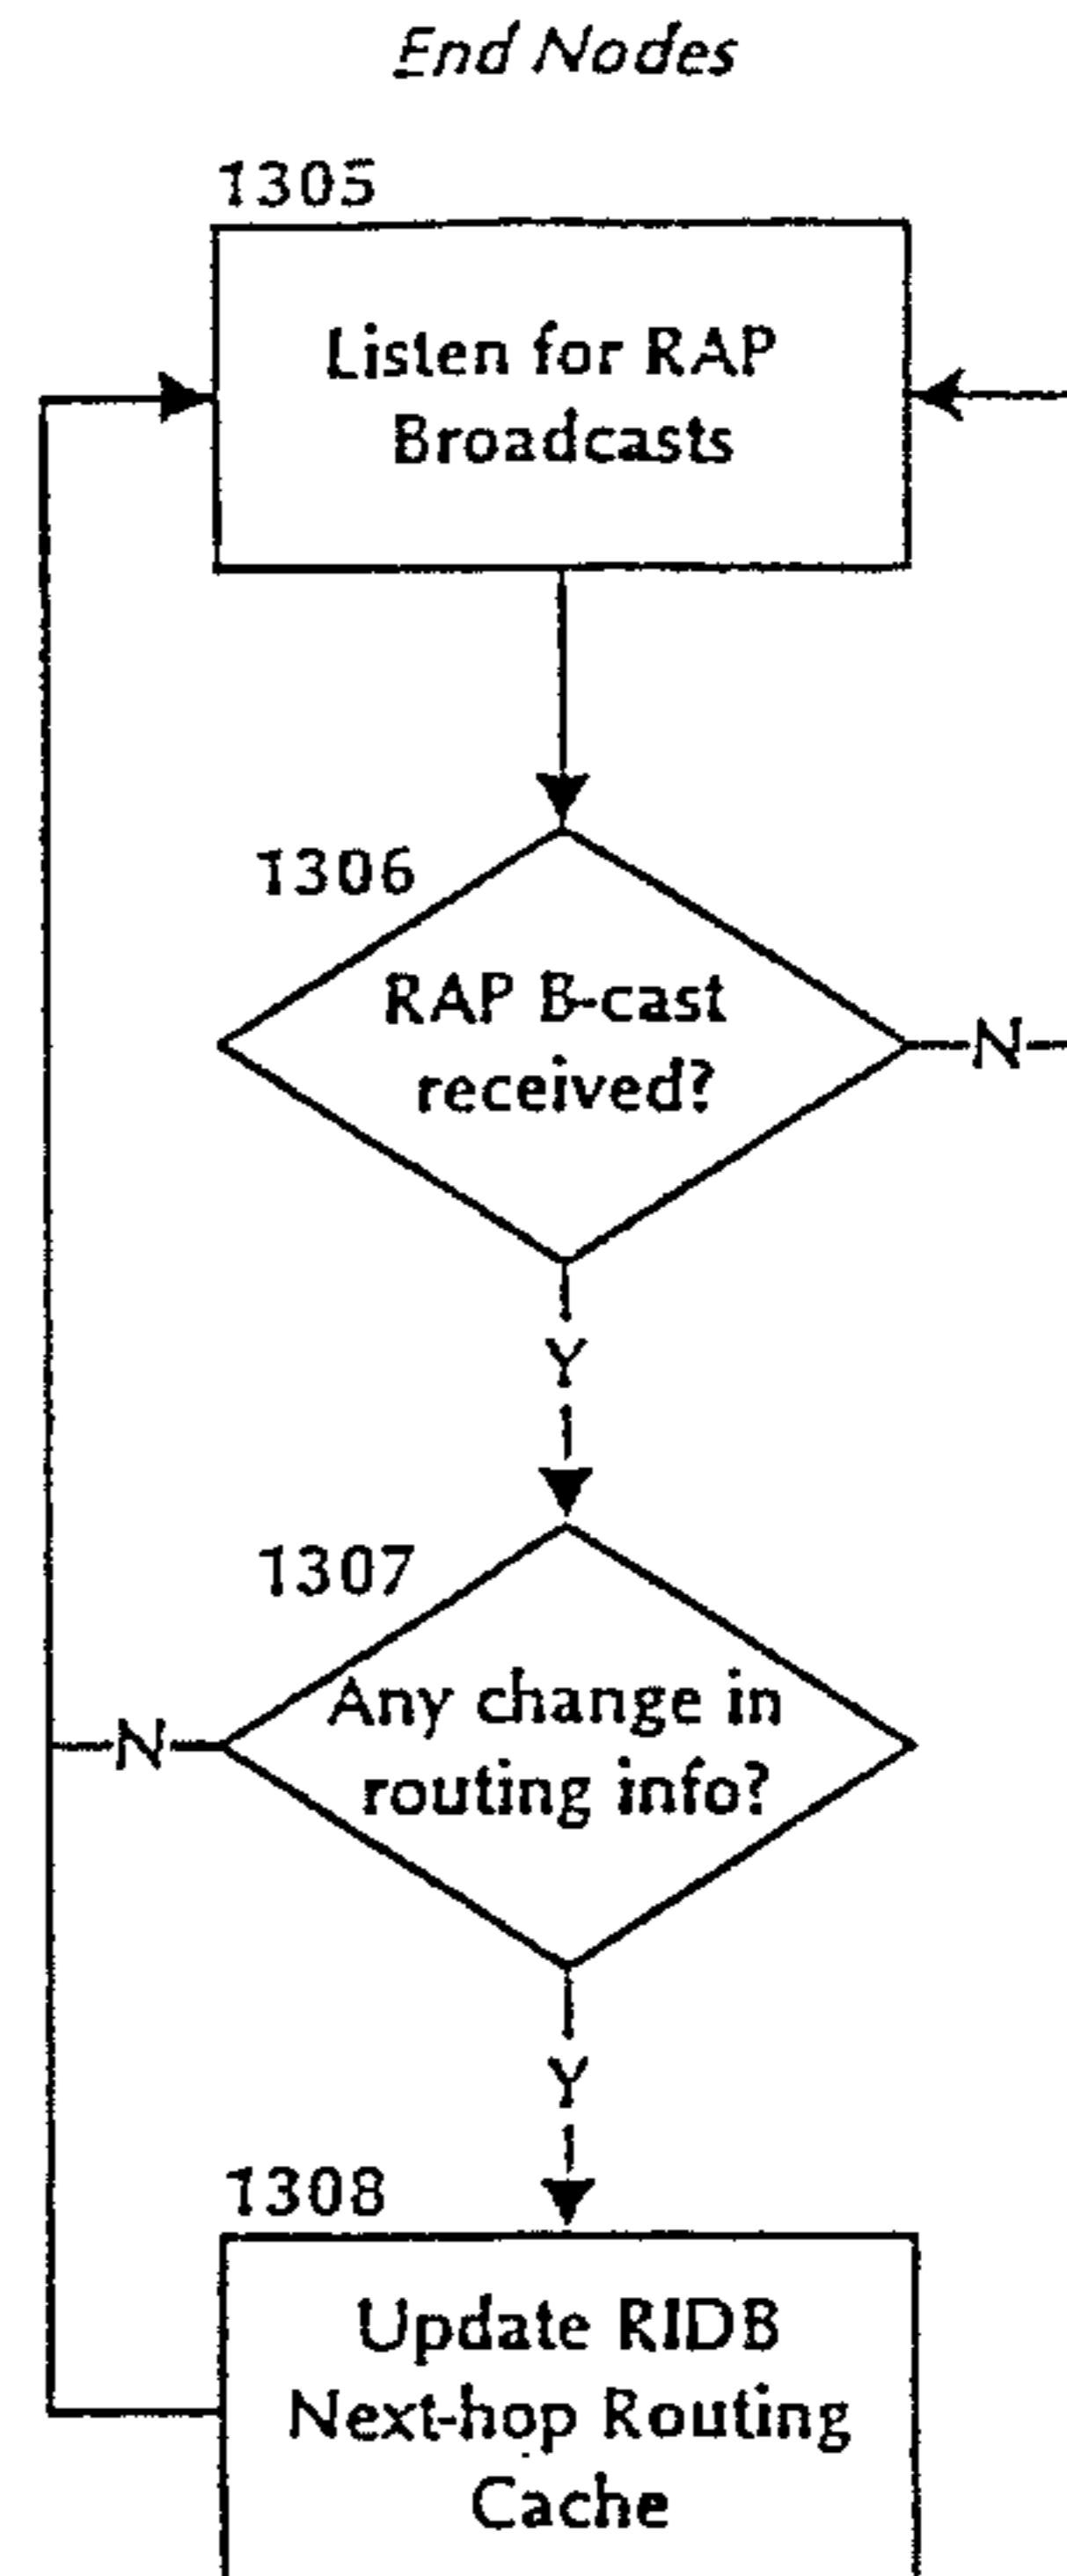 End Nodes
1305
Listen for RAP
Broadcasts
1306
RAP B-cast
received?
N
Y
1307
Any change in
routing info?
N
Y
1308
Update RIDB
Next-hop Routing
Cache